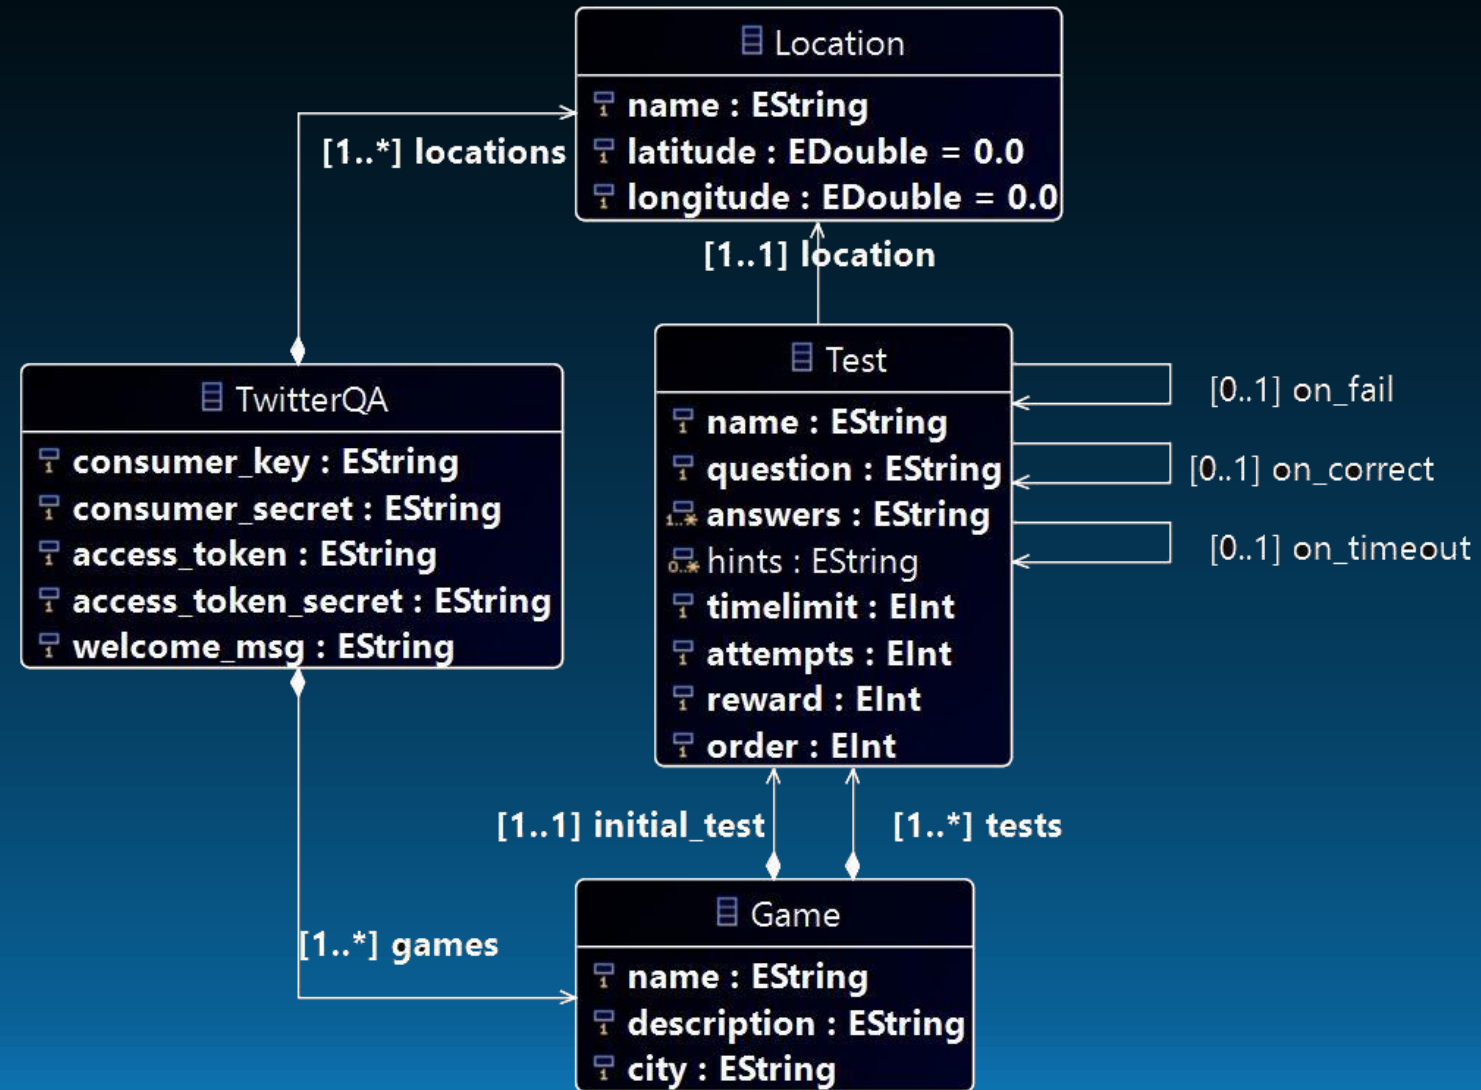 Location
name : EString
latitude : EDouble = 0.0
longitude : EDouble = 0.0
[1..*] locations
[1..1] location
TwitterQA
consumer_key : EString
consumer_secret : EString
access_token : EString
access_token_secret : EString
welcome_msg : EString
Test
name : EString
question : EString
1..* answers : EString
0..* hints : EString
timelimit : EInt
attempts : EInt
reward : EInt
order : EInt
[0..1] on_fail
[0..1] on_correct
[0..1] on_timeout
[1..1] initial_test
[1..*] tests
[1..*] games
Game
name : EString
description : EString
city : EString